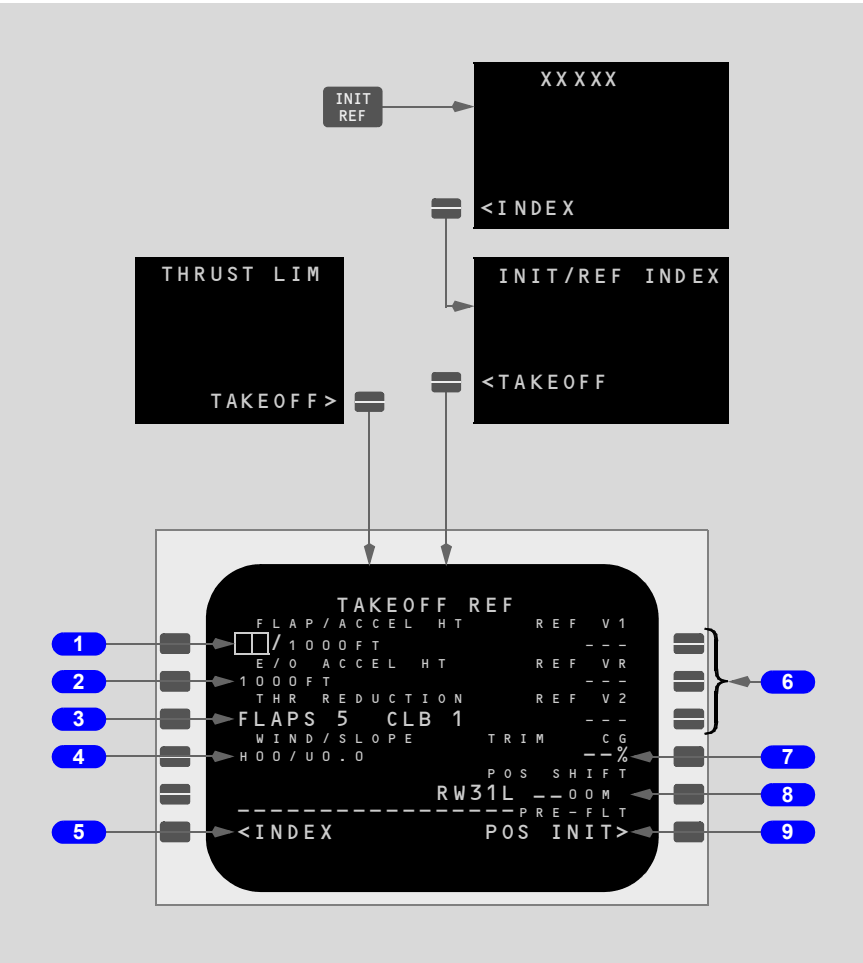 INIT
REF
XXXXX
<INDEX
THRUST LIM
TAKEOFF>
INIT/REF INDEX
<TAKEOFF
TAKEOFF REF
FLAP/ACCEL HT REF V1
1 /1000FT ---
E/O ACCEL HT REF VR
2 1000FT --- 6
THR REDUCTION REF V2
3 FLAPS 5 CLB 1 ---
WIND/SLOPE TRIM CG
4 H00/U0.0 --% 7
POS SHIFT
RW31L --00M 8
----------------PRE-FLT
5 <INDEX POS INIT> 9